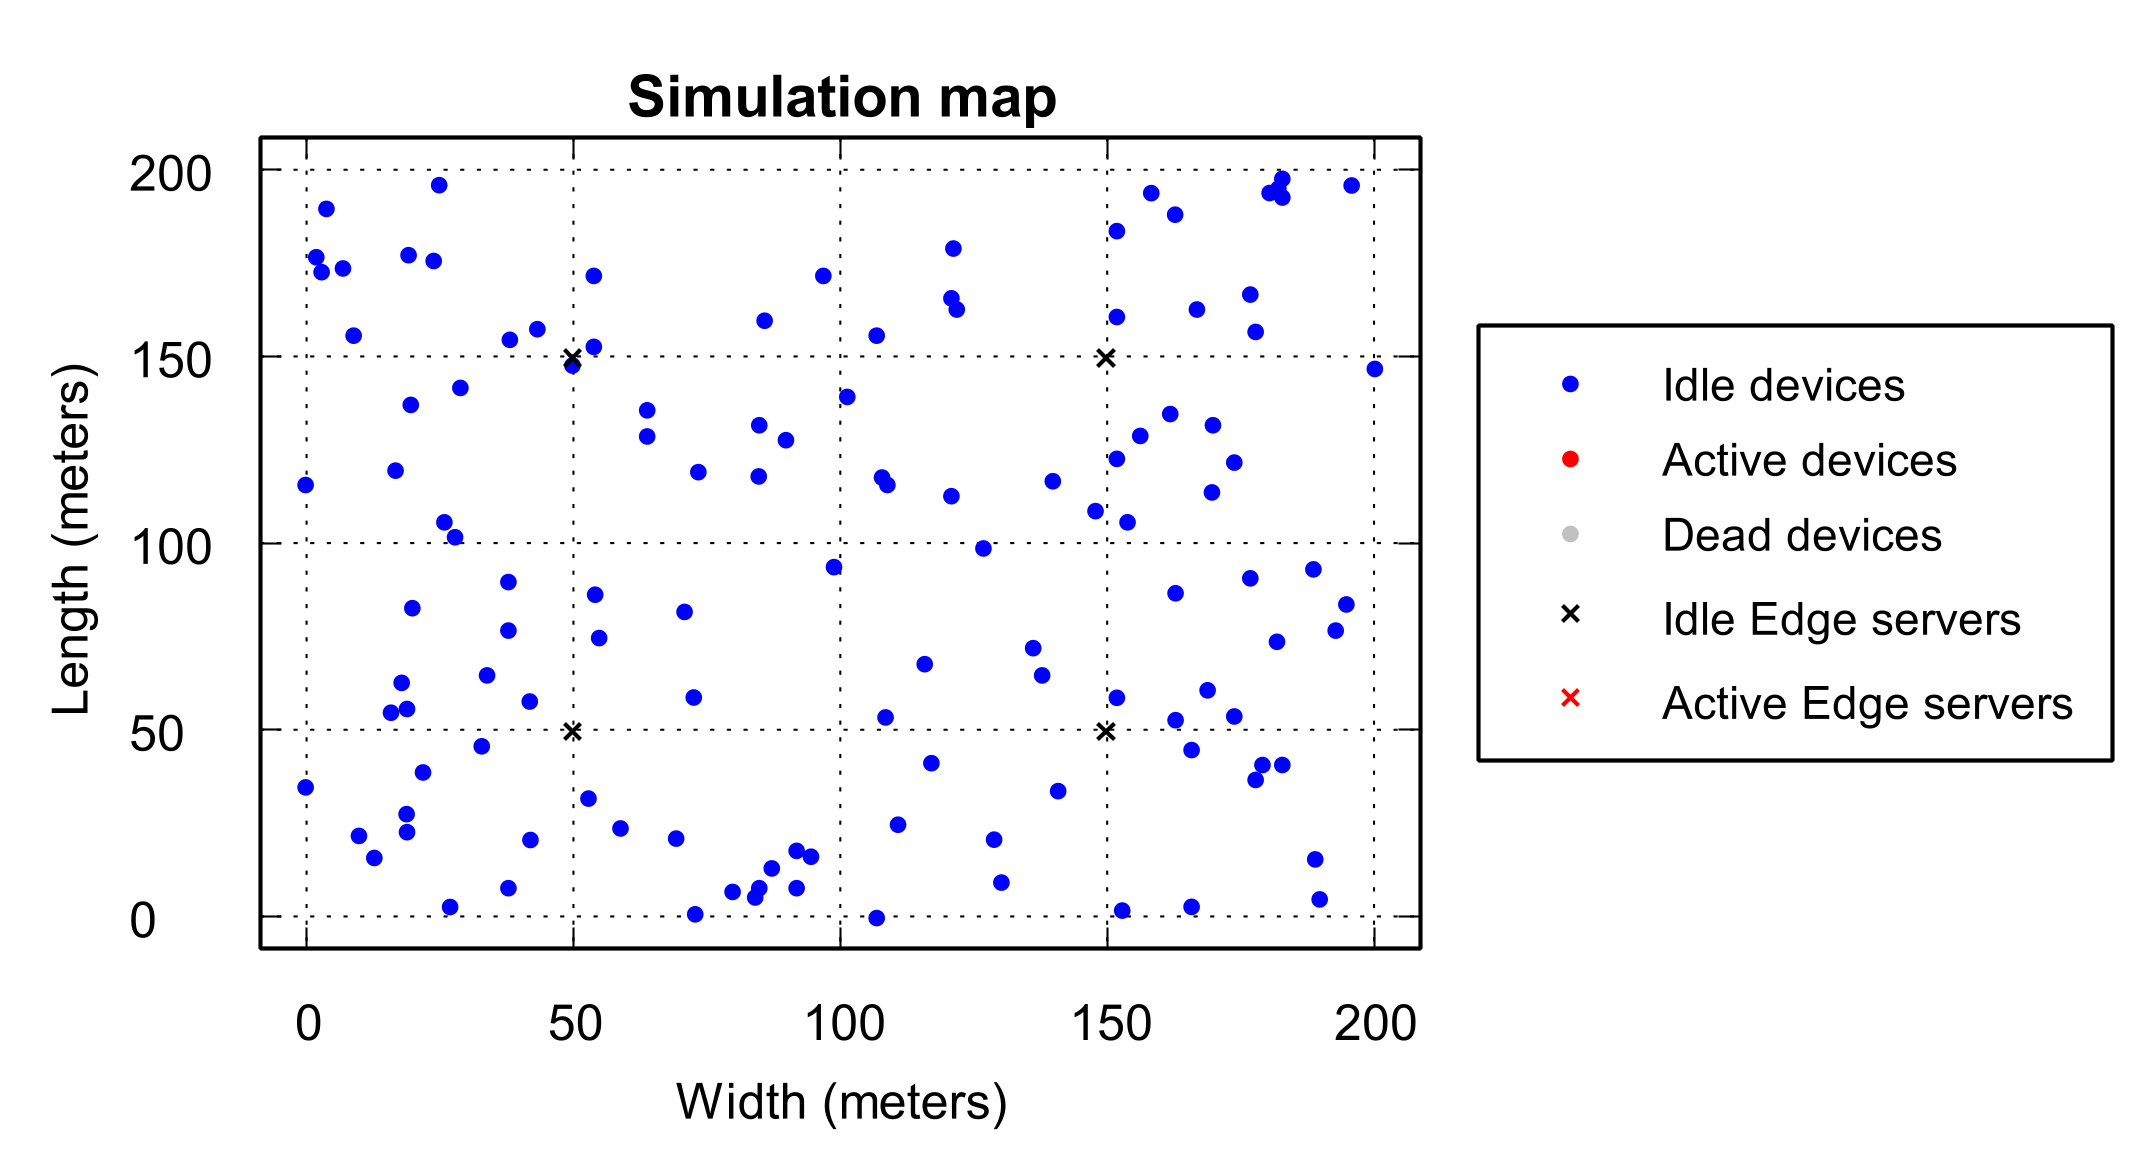 Simulation map
200
150
100
50
0
Length (meters)
0 50 100 150 200
Width (meters)
Idle devices
Active devices
Dead devices
Idle Edge servers
Active Edge servers